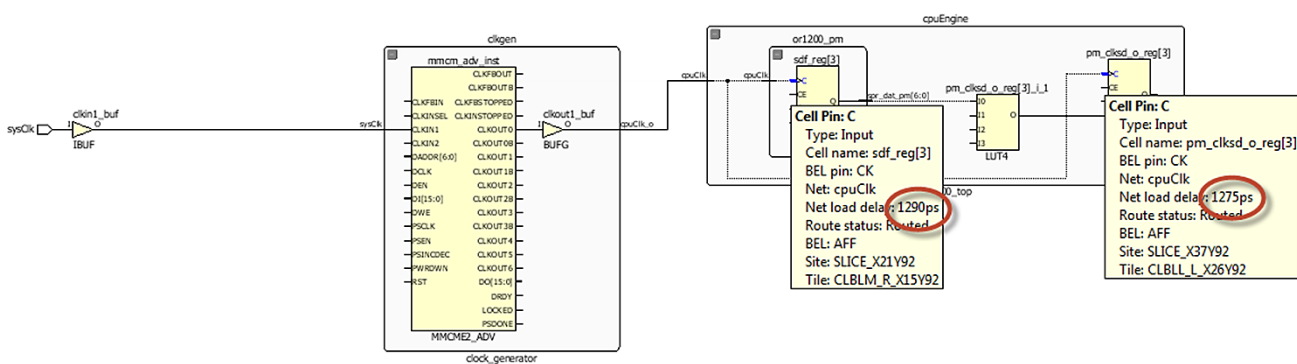 cpuEngine
clkgen
or1200_pm
mmcm_adv_inst
sdf_reg[3]
pm_clksd_o_reg[3]
CLKFBOUT
CLKFBOUTB
CLKFBIN CLKFBSTOPPED
CLKINSEL CLKINSTOPPED
CLKIN1 CLKOUT0
CLKIN2 CLKOUT0B
DADDR[6:0] CLKOUT1
DCLK CLKOUT1B
DEN CLKOUT2
DI[15:0] CLKOUT2B
DWE CLKOUT3
PSCLK CLKOUT3B
PSEN CLKOUT4
PSINCDEC CLKOUT5
PWRDWN CLKOUT6
RST DO[15:0]
DRDY
LOCKED
PSDONE
MMCME2_ADV
clock_generator
sysClk
clkin1_buf
I O
IBUF
sysClk
clkout1_buf
I O
BUFG
cpuClk_o
cpuClk
cpuClk
C
CE
Q
spr_dat_pm[6:0]
pm_clksd_o_reg[3]_i_1
I0
I1
I2
I3
O
LUT4
C
CE
Cell Pin: C
Type: Input
Cell name: sdf_reg[3]
BEL pin: CK
Net: cpuClk
Net load delay: 1290ps
Route status: Routed
BEL: AFF
Site: SLICE_X21Y92
Tile: CLBLM_R_X15Y92
Cell Pin: C
Type: Input
Cell name: pm_clksd_o_reg[3]
BEL pin: CK
Net: cpuClk
Net load delay: 1275ps
Route status: Routed
BEL: AFF
Site: SLICE_X37Y92
Tile: CLBLL_L_X26Y92